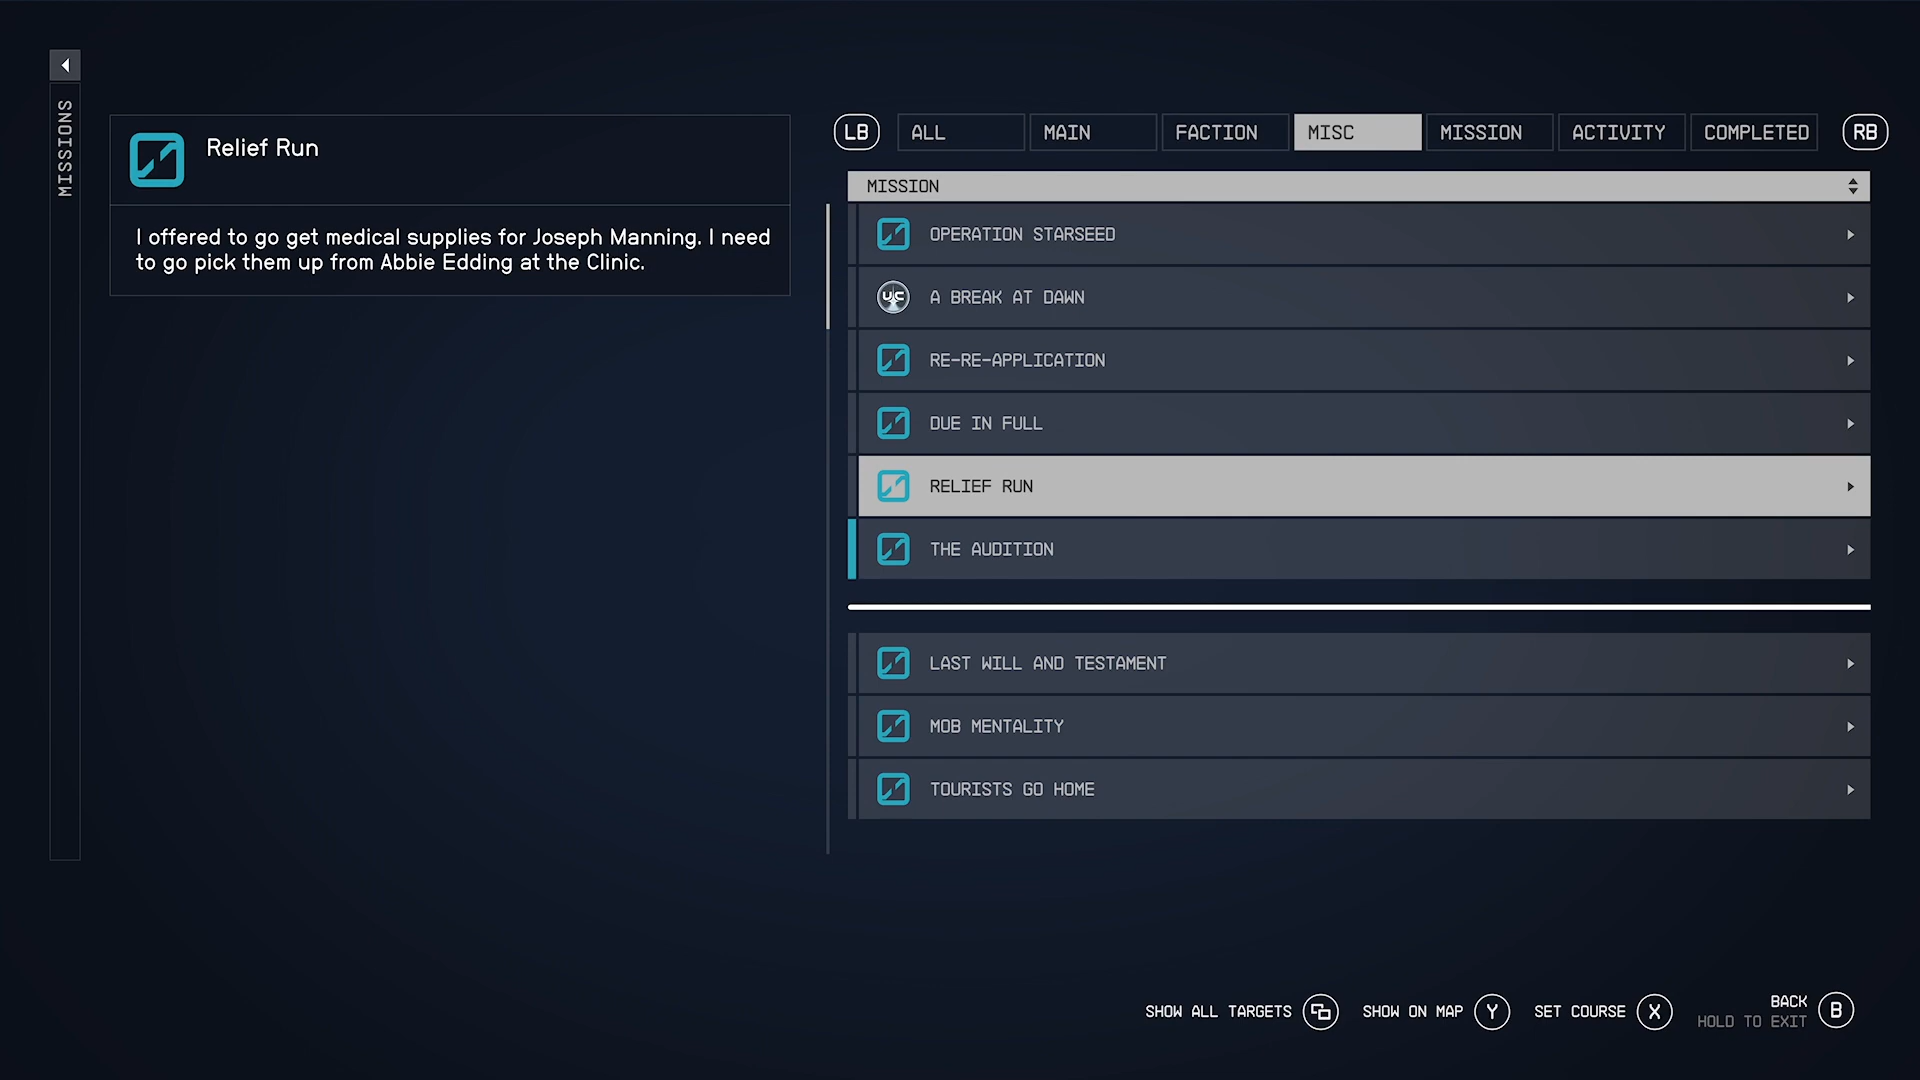 MISSIONS
Relief Run
I offered to go get medical supplies for Joseph Manning. I need
to go pick them up from Abbie Edding at the Clinic.
LB ALL MAIN FACTION MISC MISSION ACTIVITY COMPLETED RB
MISSION
OPERATION STARSEED
UC A BREAK AT DAWN
RE-RE-APPLICATION
DUE IN FULL
RELIEF RUN
THE AUDITION
LAST WILL AND TESTAMENT
MOB MENTALITY
TOURISTS GO HOME
SHOW ALL TARGETS SHOW ON MAP Y SET COURSE X BACK B
HOLD TO EXIT